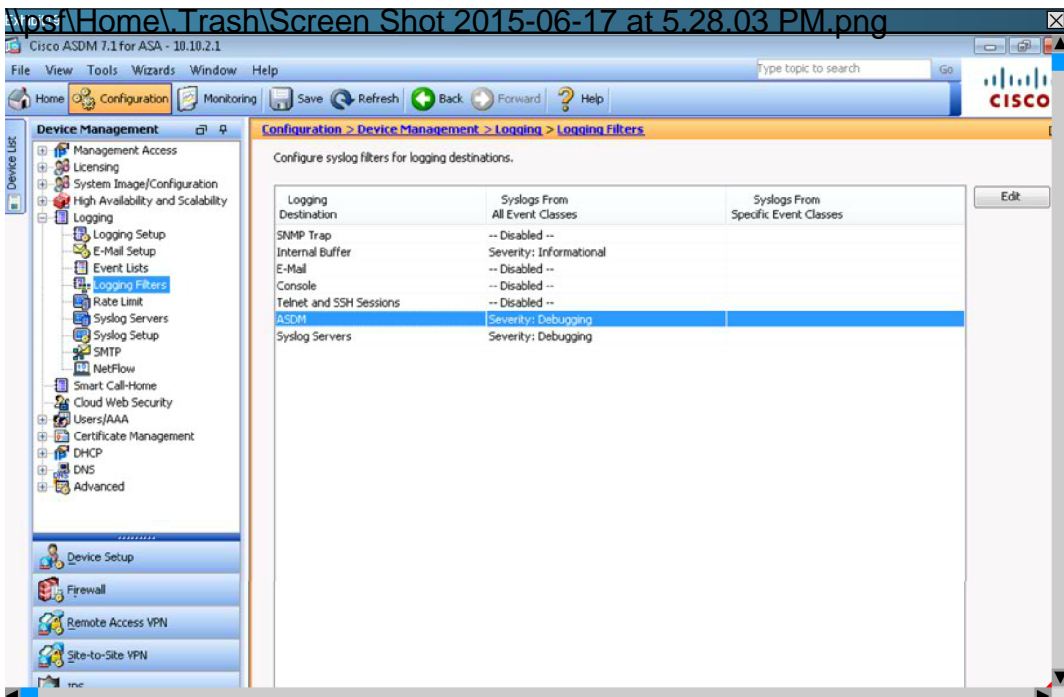 \\psf\Home\.Trash\Screen Shot 2015-06-17 at 5.28.03 PM.png
Cisco ASDM 7.1 for ASA - 10.10.2.1
File View Tools Wizards Window Help
Type topic to search
Go
Home Configuration Monitoring Save Refresh Back Forward Help
CISCO
Device List
Device Management
Management Access
Licensing
System Image/Configuration
High Availability and Scalability
Logging
Logging Setup
E-Mail Setup
Event Lists
Logging Filters
Rate Limit
Syslog Servers
Syslog Setup
SMTP
NetFlow
Smart Call-Home
Cloud Web Security
Users/AAA
Certificate Management
DHCP
DNS
Advanced
Device Setup
Firewall
Remote Access VPN
Site-to-Site VPN
Configuration > Device Management > Logging > Logging Filters
Configure syslog filters for logging destinations.
Logging Destination Syslogs From All Event Classes Syslogs From Specific Event Classes
SNMP Trap -- Disabled --
Internal Buffer Severity: Informational
E-Mail -- Disabled --
Console -- Disabled --
Telnet and SSH Sessions -- Disabled --
ASDM Severity: Debugging
Syslog Servers Severity: Debugging
Edit